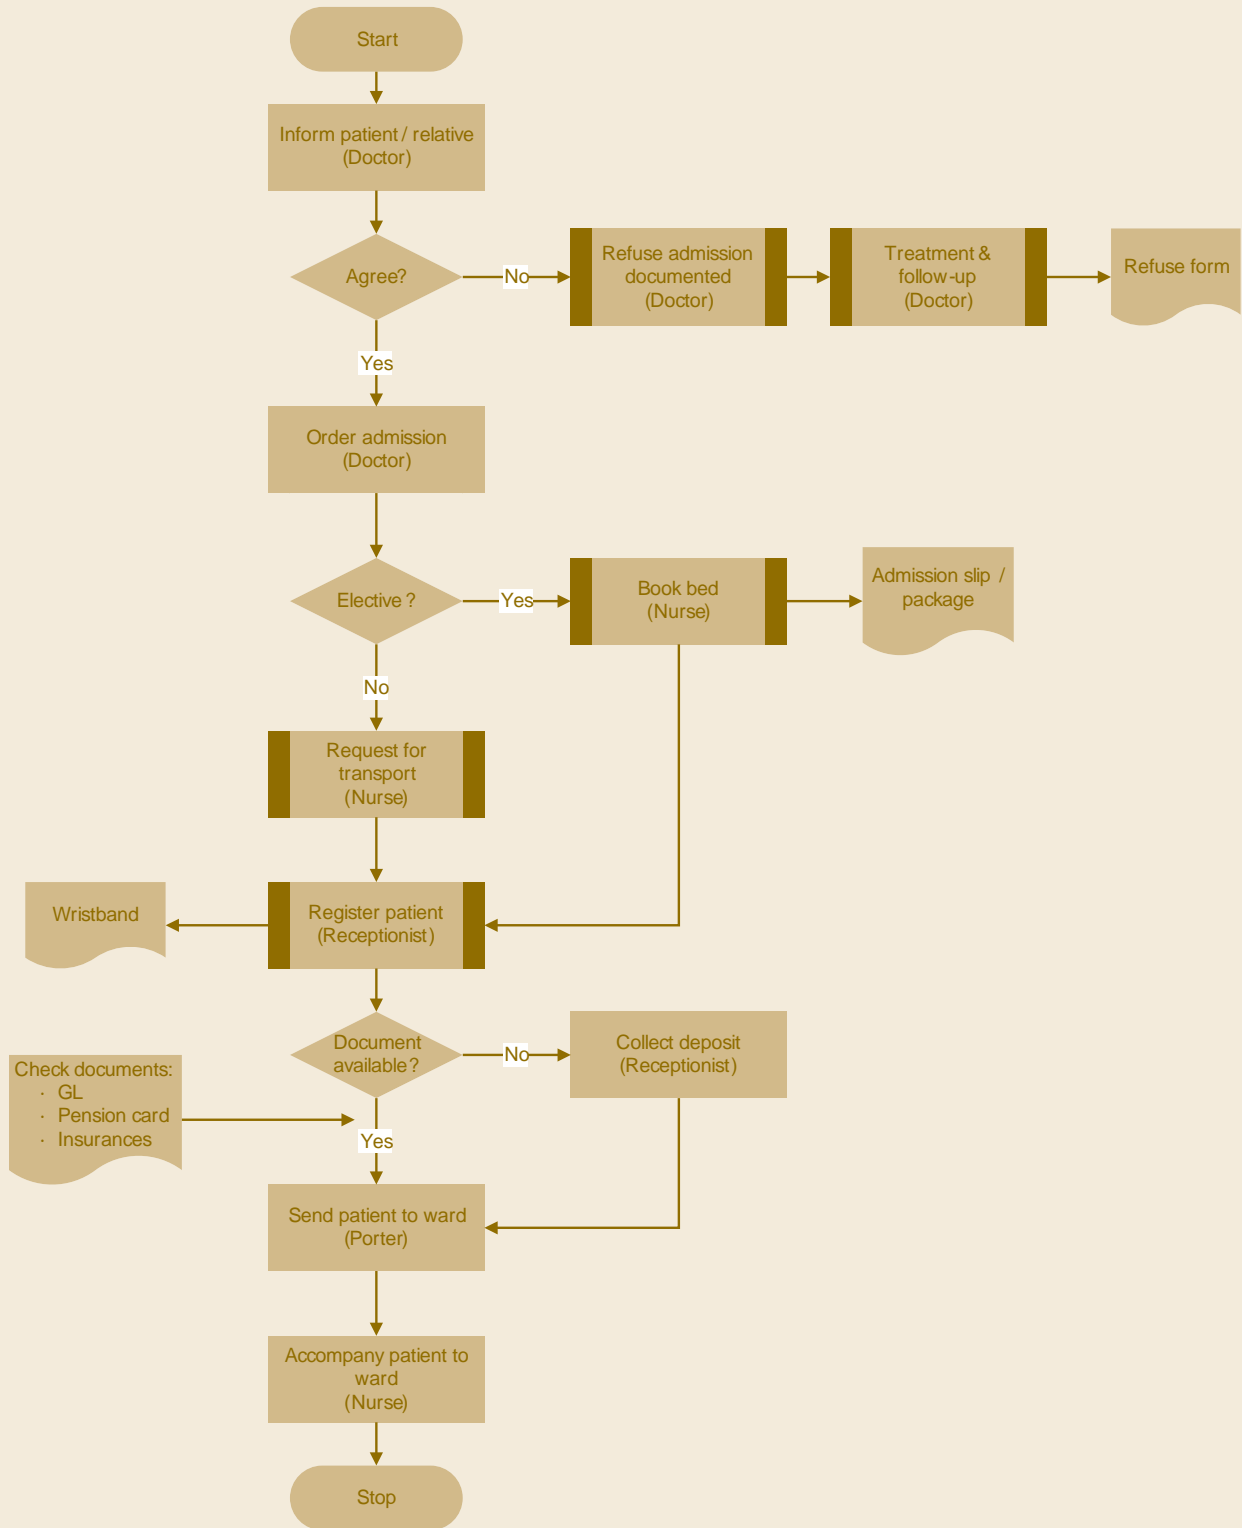 Start
Inform patient / relative
(Doctor)
Agree?
No
Refuse admission
documented
(Doctor)
Treatment &
follow-up
(Doctor)
Refuse form
Yes
Order admission
(Doctor)
Elective ?
Yes
Book bed
(Nurse)
Admission slip /
package
No
Request for
transport
(Nurse)
Wristband
Register patient
(Receptionist)
Document
available?
No
Collect deposit
(Receptionist)
Check documents:
· GL
· Pension card
· Insurances
Yes
Send patient to ward
(Porter)
Accompany patient to
ward
(Nurse)
Stop